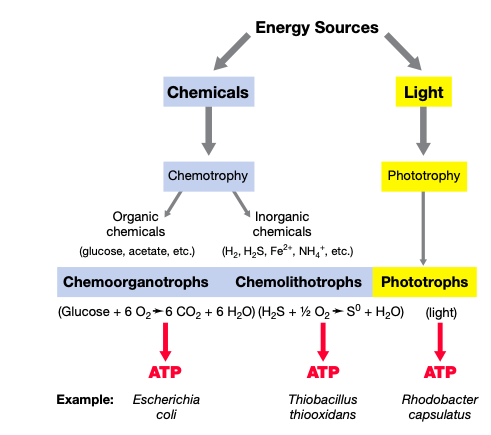 Energy Sources
Chemicals
Light
Chemotrophy
Phototrophy
Organic
chemicals
(glucose, acetate, etc.)
Inorganic
chemicals
(H₂, H₂S, Fe²⁺, NH₄⁺, etc.)
Chemoorganotrophs
Chemolithotrophs
Phototrophs
(Glucose + 6 O₂ → 6 CO₂ + 6 H₂O)
(H₂S + ½ O₂ → S⁰ + H₂O)
(light)
ATP
ATP
ATP
Example:
Escherichia
coli
Thiobacillus
thiooxidans
Rhodobacter
capsulatus